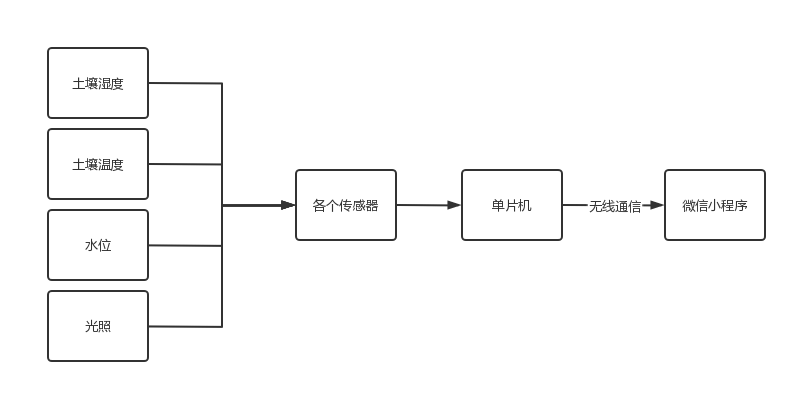 土壤湿度
土壤温度
水位
光照
各个传感器
单片机
无线通信
微信小程序